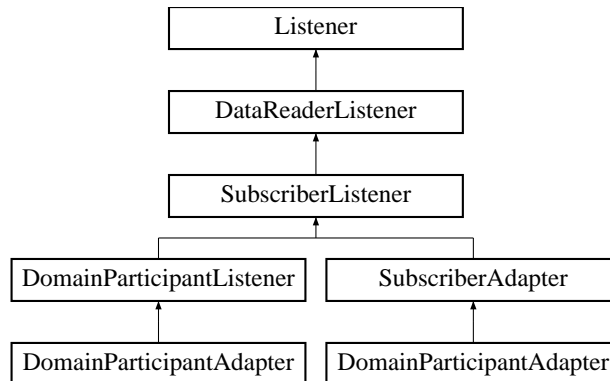 Listener
DataReaderListener
SubscriberListener
DomainParticipantListener
SubscriberAdapter
DomainParticipantAdapter
DomainParticipantAdapter